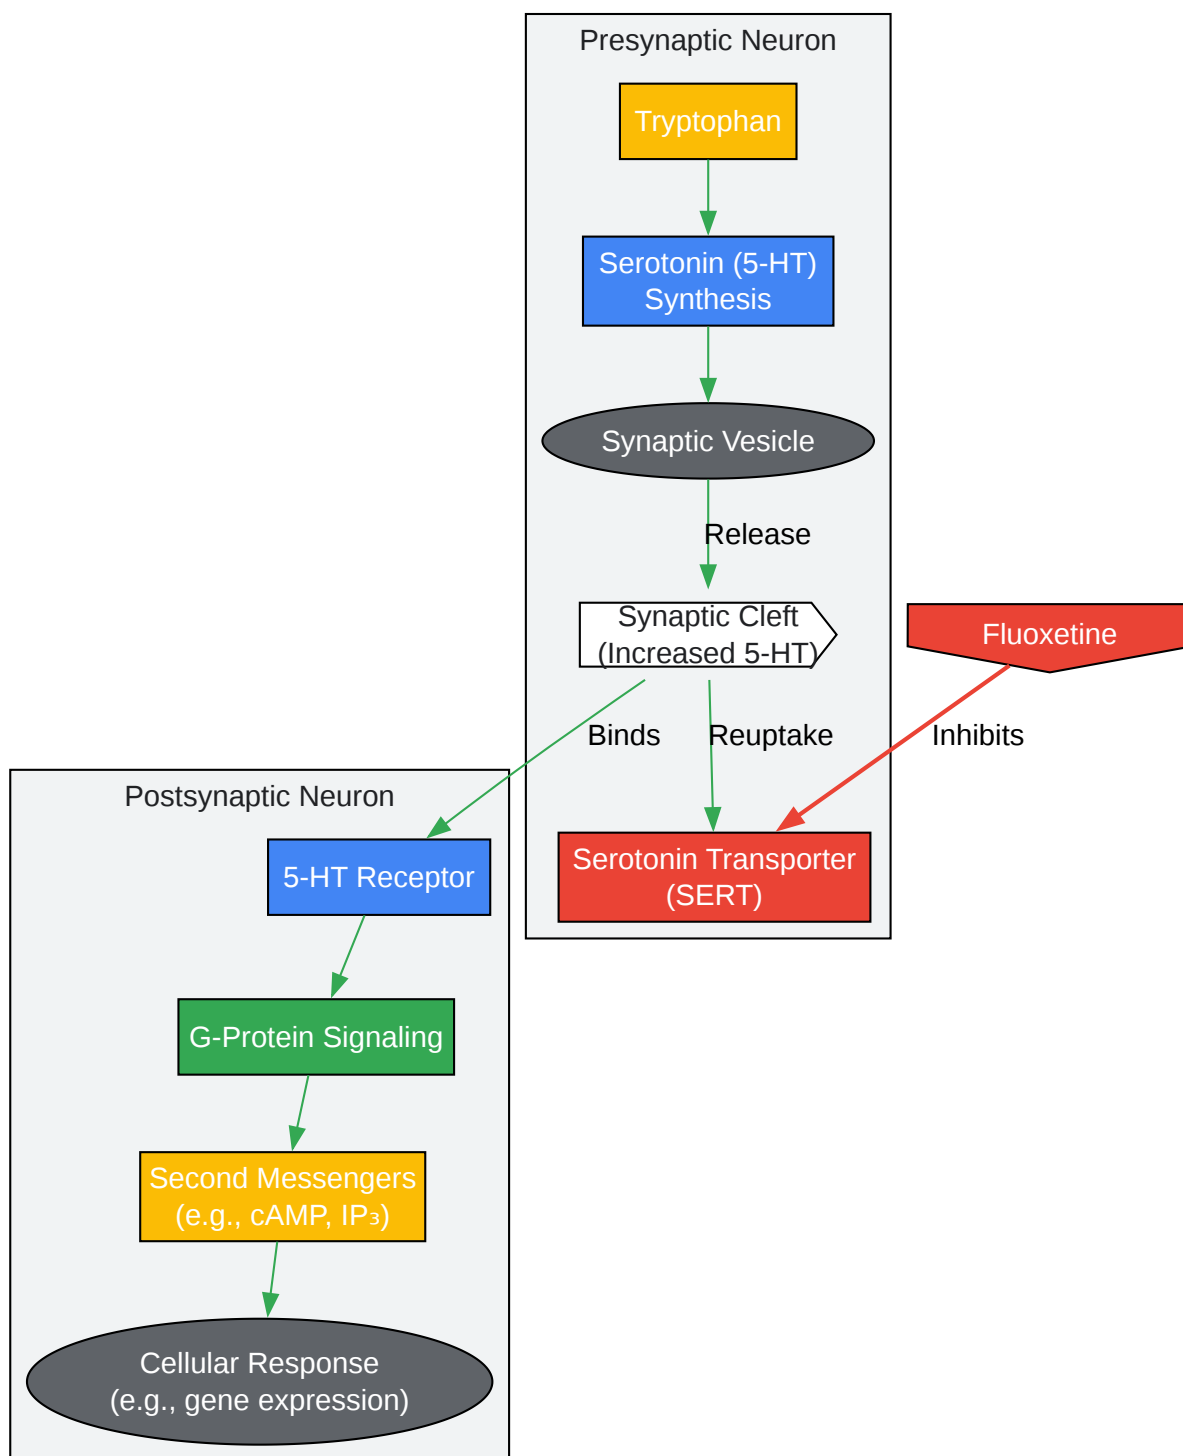 Presynaptic Neuron
Tryptophan
Serotonin (5-HT)
Synthesis
Synaptic Vesicle
Release
Synaptic Cleft
(Increased 5-HT)
Fluoxetine
Binds
Reuptake
Inhibits
Postsynaptic Neuron
Serotonin Transporter
(SERT)
5-HT Receptor
G-Protein Signaling
Second Messengers
(e.g., cAMP, IP₃)
Cellular Response
(e.g., gene expression)